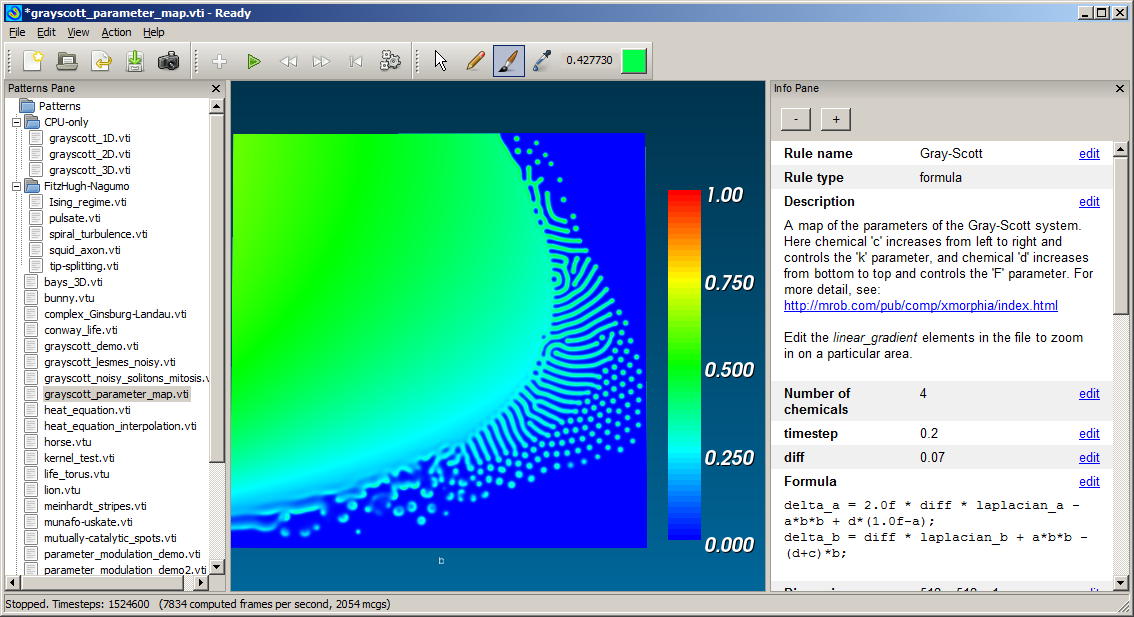 *grayscott_parameter_map.vti - Ready
File Edit View Action Help
0.427730
Patterns Pane
Patterns
CPU-only
grayscott_1D.vti
grayscott_2D.vti
grayscott_3D.vti
FitzHugh-Nagumo
Ising_regime.vti
pulsate.vti
spiral_turbulence.vti
squid_axon.vti
tip-splitting.vti
bays_3D.vti
bunny.vtu
complex_Ginsburg-Landau.vti
conway_life.vti
grayscott_demo.vti
grayscott_lesmes_noisy.vti
grayscott_noisy_solitons_mitosis.v
grayscott_parameter_map.vti
heat_equation.vti
heat_equation_interpolation.vti
horse.vtu
kernel_test.vti
life_torus.vtu
lion.vtu
meinhardt_stripes.vti
munafo-uskate.vti
mutually-catalytic_spots.vti
parameter_modulation_demo.vti
parameter_modulation_demo2.vti
1.00
0.750
0.500
0.250
0.000
b
Info Pane
- +
Rule name Gray-Scott edit
Rule type formula
Description edit
A map of the parameters of the Gray-Scott system.
Here chemical 'c' increases from left to right and
controls the 'k' parameter, and chemical 'd' increases
from bottom to top and controls the 'F' parameter. For
more detail, see:
http://mrob.com/pub/comp/xmorphia/index.html
Edit the linear_gradient elements in the file to zoom
in on a particular area.
Number of 4 edit
chemicals
timestep 0.2 edit
diff 0.07 edit
Formula edit
delta_a = 2.0f * diff * laplacian_a -
a*b*b + d*(1.0f-a);
delta_b = diff * laplacian_b + a*b*b -
(d+c)*b;
Stopped. Timesteps: 1524600 (7834 computed frames per second, 2054 mcgs)